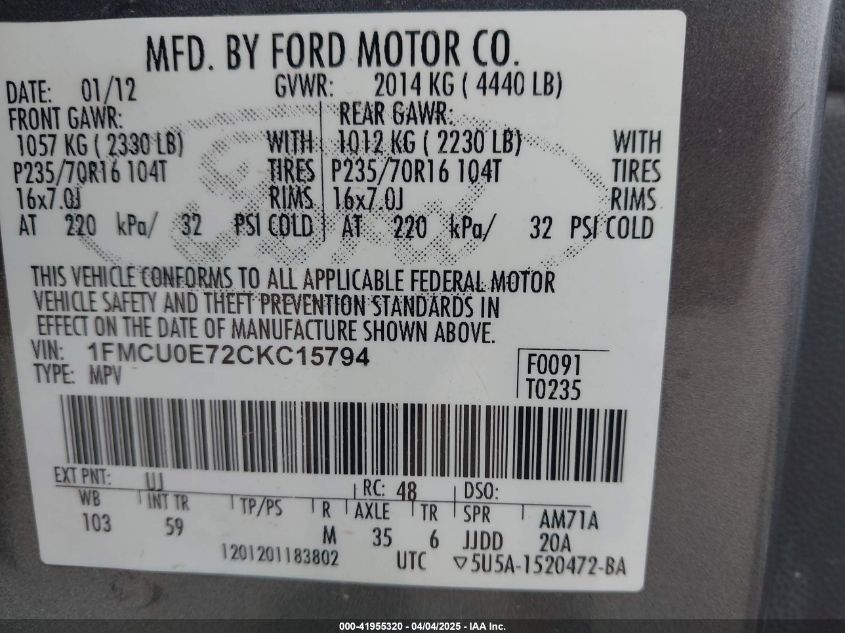 MFD. BY FORD MOTOR CO.
DATE: 01/12 GVWR: 2014 KG ( 4440 LB)
FRONT GAWR: REAR GAWR:
1057 KG ( 2330 LB) WITH 1012 KG ( 2230 LB) WITH
P235/70R16 104T TIRES P235/70R16 104T TIRES
16x7.0J RIMS 16x7.0J RIMS
AT 220 kPa/ 32 PSI COLD AT 220 kPa/ 32 PSI COLD
THIS VEHICLE CONFORMS TO ALL APPLICABLE FEDERAL MOTOR
VEHICLE SAFETY AND THEFT PREVENTION STANDARDS IN
EFFECT ON THE DATE OF MANUFACTURE SHOWN ABOVE.
VIN: 1FMCU0E72CKC15794
TYPE: MPV
F0091
T0235
EXT PNT: UJ RC: 48 DSO:
WB INT TR TP/PS R AXLE TR SPR AM71A
103 59 M 35 6 JJDD 20A
1201201183802 UTC ▽5U5A-1520472-BA
000-41955320 - 04/04/2025 - IAA Inc.